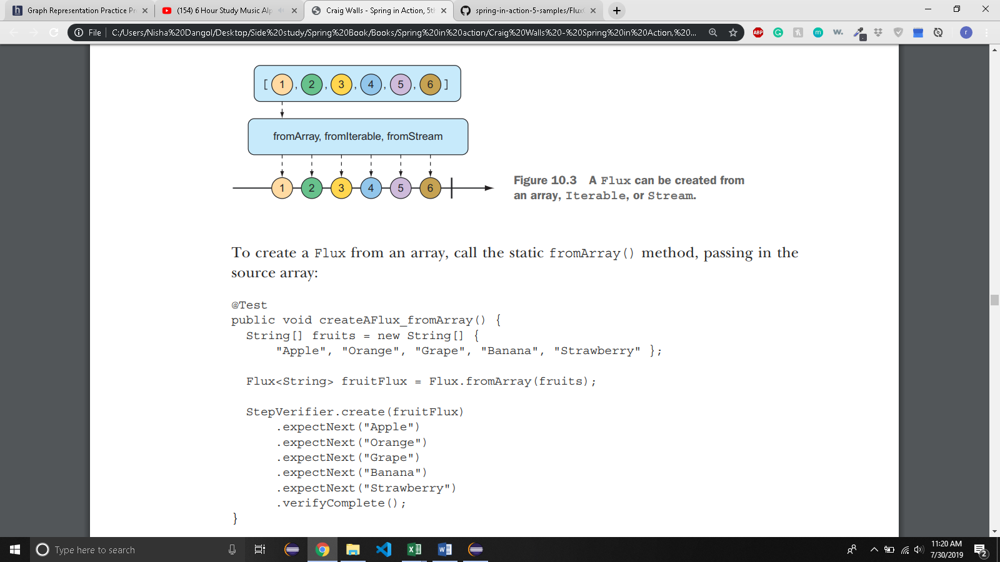 Graph Representation Practice Pr
(154) 6 Hour Study Music Alp
Craig Walls - Spring in Action, 5th
spring-in-action-5-samples/Flux
File
C:/Users/Nisha%20Dangol/Desktop/Side%20study/Spring%20Book/Books/Spring%20in%20action/Craig%20Walls%20-%20Spring%20in%20Action,%20...
ABP
w.
r
[ 1 , 2 , 3 , 4 , 5 , 6 ]
fromArray, fromIterable, fromStream
1 2 3 4 5 6
Figure 10.3 A Flux can be created from
an array, Iterable, or Stream.
To create a Flux from an array, call the static fromArray() method, passing in the
source array:
@Test
public void createAFlux_fromArray() {
String[] fruits = new String[] {
"Apple", "Orange", "Grape", "Banana", "Strawberry" };
Flux<String> fruitFlux = Flux.fromArray(fruits);
StepVerifier.create(fruitFlux)
.expectNext("Apple")
.expectNext("Orange")
.expectNext("Grape")
.expectNext("Banana")
.expectNext("Strawberry")
.verifyComplete();
}
Type here to search
11:20 AM
7/30/2019
2